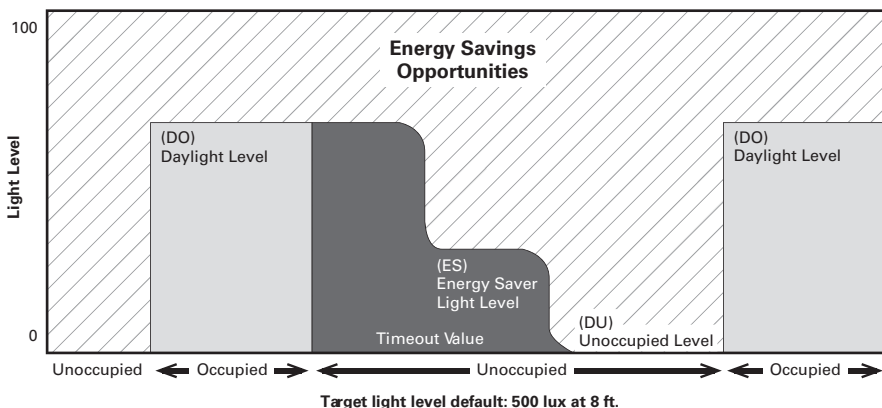 100
Energy Savings
Opportunities
(DO)
Daylight Level
(DO)
Daylight Level
Light Level
(ES)
Energy Saver
Light Level
(DU)
Unoccupied Level
Timeout Value
0
Unoccupied Occupied Unoccupied Occupied
Target light level default: 500 lux at 8 ft.